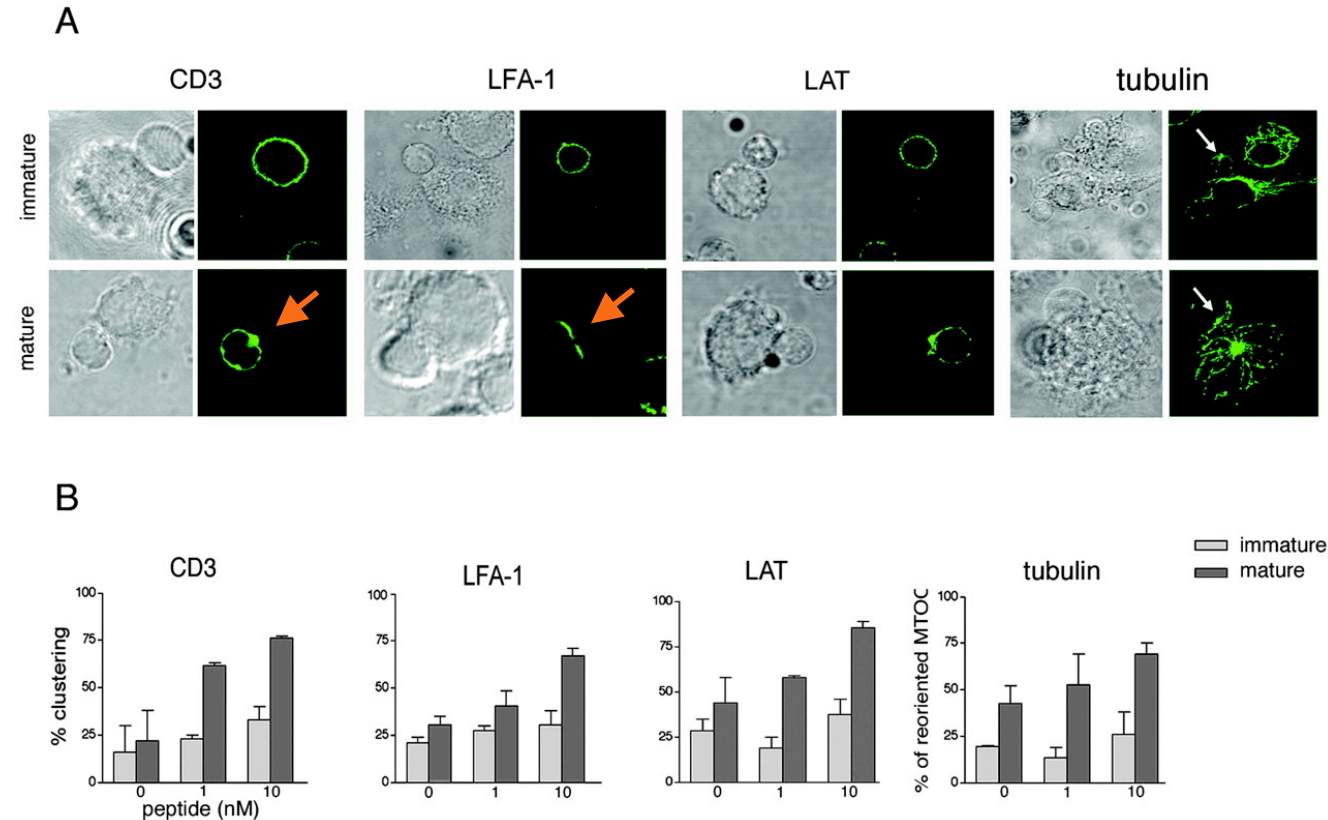 A
CD3
LFA-1
LAT
tubulin
immature
mature
B
CD3
LFA-1
LAT
tubulin
immature
mature
% clustering
100
75
50
25
0
0
1
10
peptide (nM)
100
75
50
25
0
0
1
10
100
75
50
25
0
0
1
10
% of reoriented MTOC
100
75
50
25
0
0
1
10